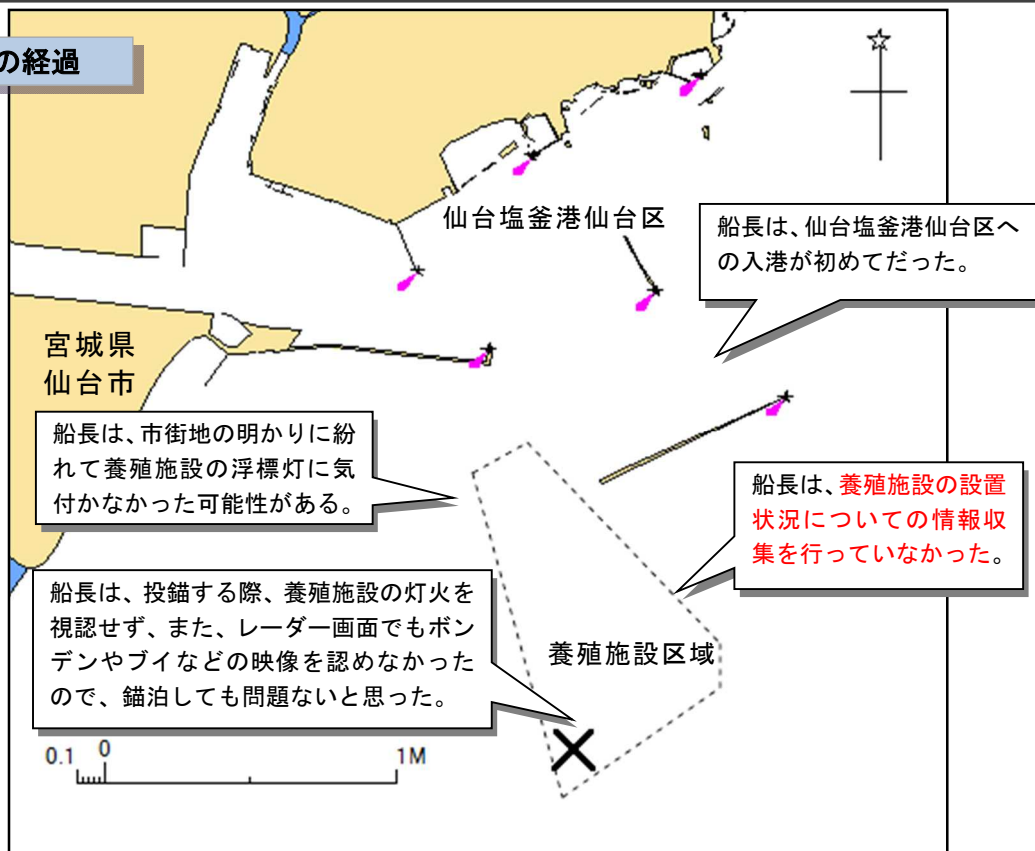 の経過
仙台塩釜港仙台区
船長は、仙台塩釜港仙台区へ
の入港が初めてだった。
宮城県
仙台市
船長は、市街地の明かりに紛
れて養殖施設の浮標灯に気
付かなかった可能性がある。
船長は、養殖施設の設置
状況についての情報収
集を行っていなかった。
船長は、投錨する際、養殖施設の灯火を
視認せず、また、レーダー画面でもボン
デンやブイなどの映像を認めなかった
ので、錨泊しても問題ないと思った。
養殖施設区域
0.1 0 1M